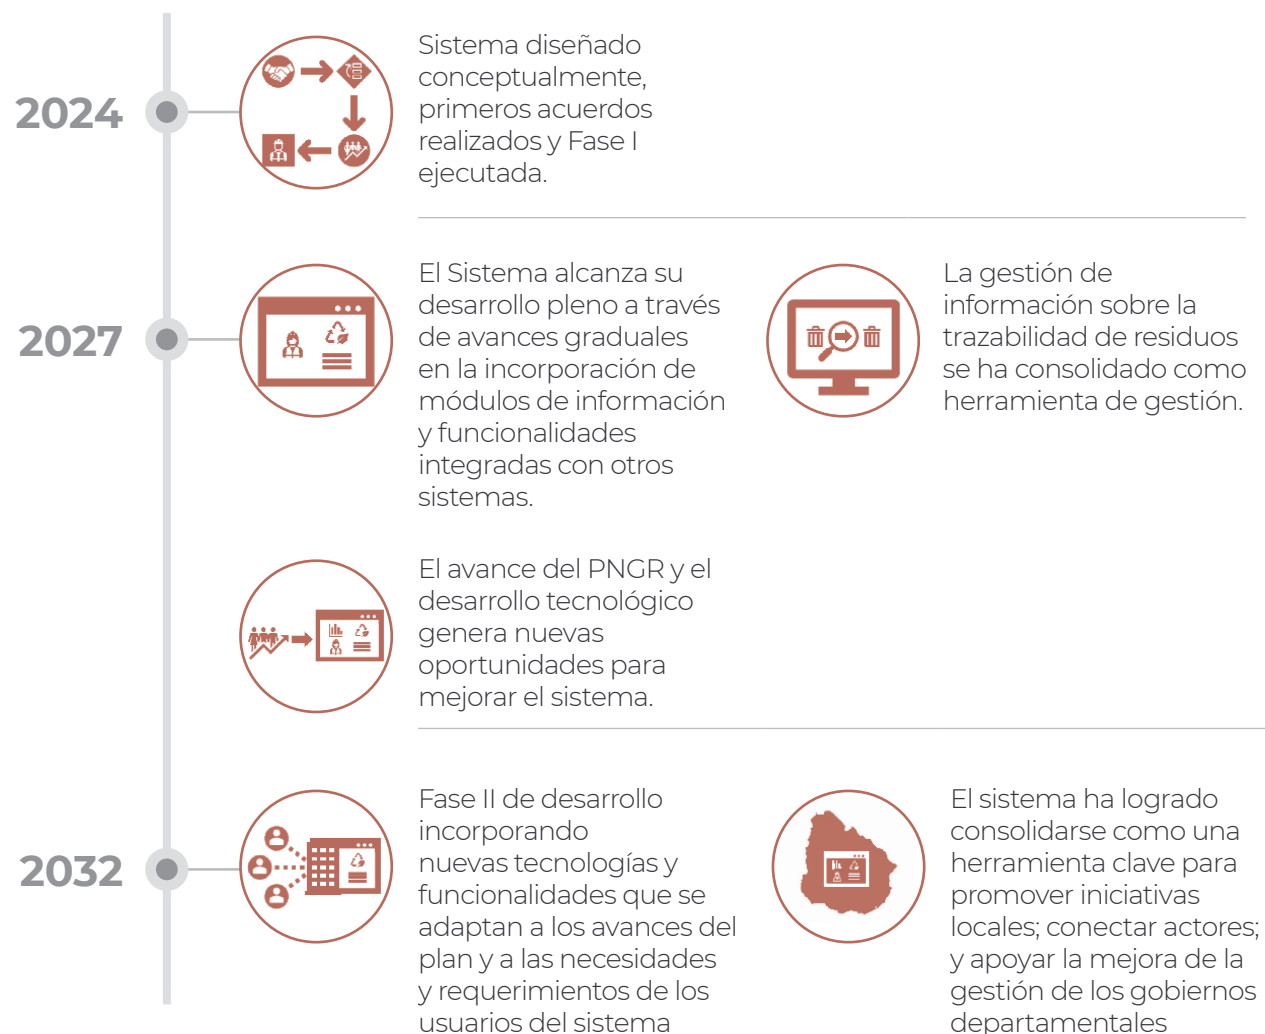 2024
Sistema diseñado
conceptualmente,
primeros acuerdos
realizados y Fase I
ejecutada.
2027
El Sistema alcanza su
desarrollo pleno a través
de avances graduales
en la incorporación de
módulos de información
y funcionalidades
integradas con otros
sistemas.
La gestión de
información sobre la
trazabilidad de residuos
se ha consolidado como
herramienta de gestión.
El avance del PNGR y el
desarrollo tecnológico
genera nuevas
oportunidades para
mejorar el sistema.
2032
Fase II de desarrollo
incorporando
nuevas tecnologías y
funcionalidades que se
adaptan a los avances del
plan y a las necesidades
y requerimientos de los
usuarios del sistema
El sistema ha logrado
consolidarse como una
herramienta clave para
promover iniciativas
locales; conectar actores;
y apoyar la mejora de la
gestión de los gobiernos
departamentales